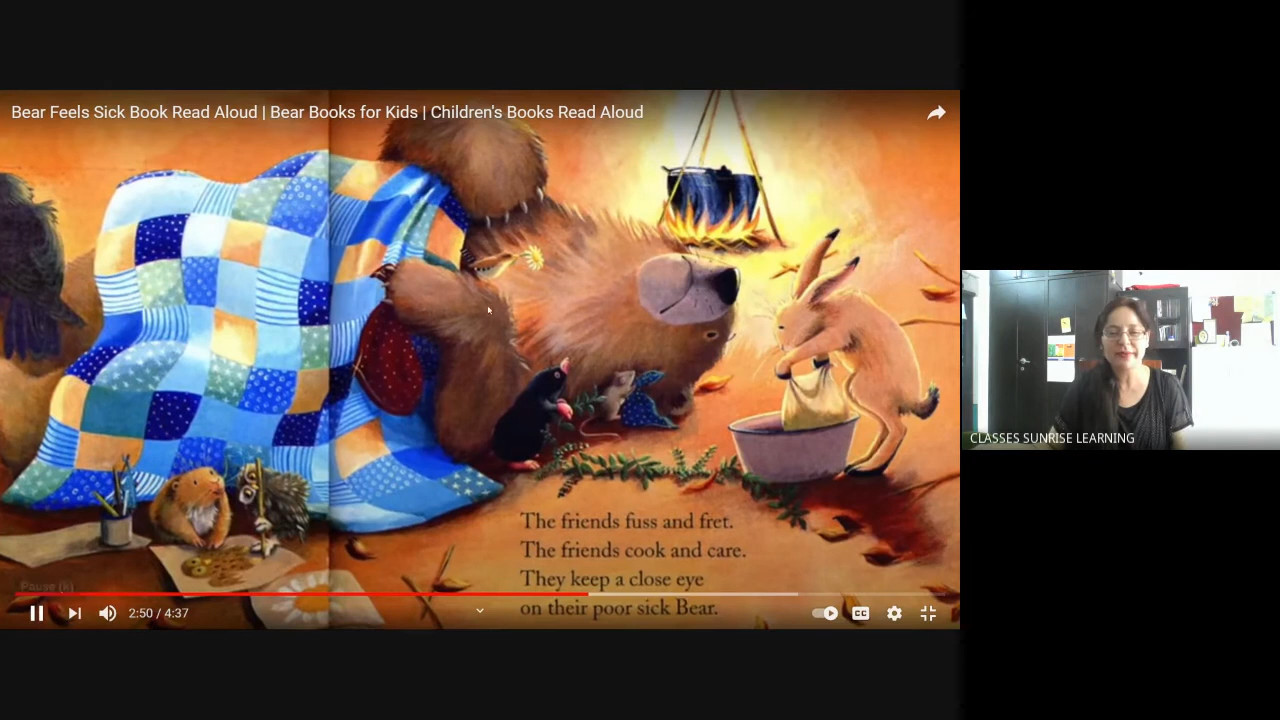 Bear Feels Sick Book Read Aloud | Bear Books for Kids | Children's Books Read Aloud
The friends fuss and fret.
The friends cook and care.
They keep a close eye
on their poor sick Bear.
Pause (k)
2:50 / 4:37
CC
CLASSES SUNRISE LEARNING